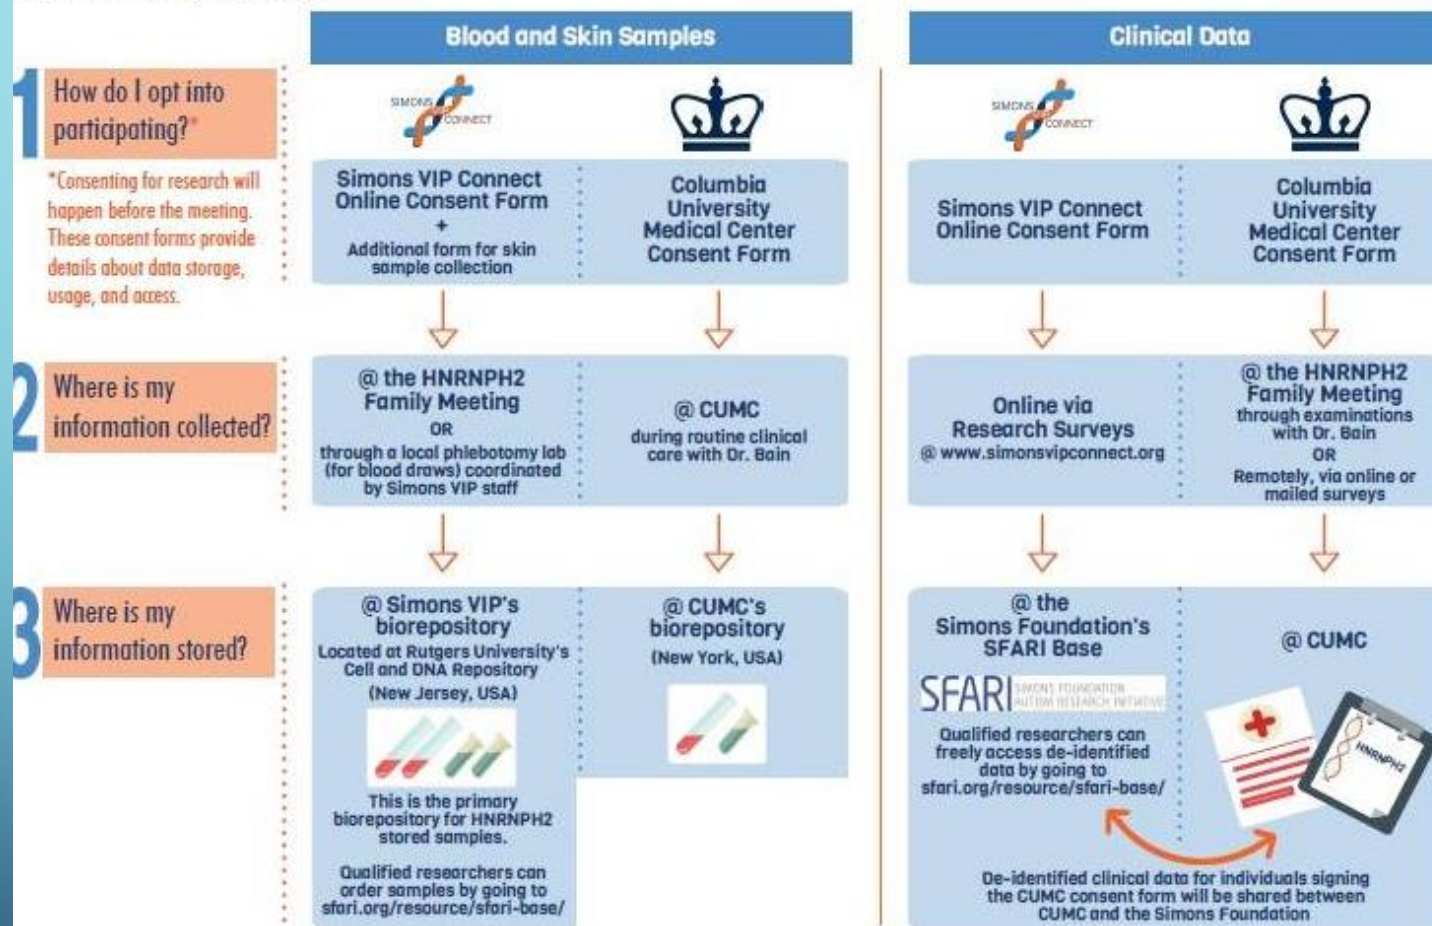 Blood and Skin Samples
Clinical Data
1
How do I opt into
participating?*
*Consenting for research will
happen before the meeting.
These consent forms provide
details about data storage,
usage, and access.
SIMONS
CONNECT
Simons VIP Connect
Online Consent Form
+
Additional form for skin
sample collection
Columbia
University
Medical Center
Consent Form
SIMONS
CONNECT
Simons VIP Connect
Online Consent Form
Columbia
University
Medical Center
Consent Form
2
Where is my
information collected?
@ the HNRNPH2
Family Meeting
OR
through a local phlebotomy lab
(for blood draws) coordinated
by Simons VIP staff
@ CUMC
during routine clinical
care with Dr. Bain
Online via
Research Surveys
@ www.simonsvipconnect.org
@ the HNRNPH2
Family Meeting
through examinations
with Dr. Bain
OR
Remotely, via online or
mailed surveys
3
Where is my
information stored?
@ Simons VIP's
biorepository
Located at Rutgers University's
Cell and DNA Repository
(New Jersey, USA)
This is the primary
biorepository for HNRNPH2
stored samples.
Qualified researchers can
order samples by going to
sfari.org/resource/sfari-base/
@ CUMC's
biorepository
(New York, USA)
@ the
Simons Foundation's
SFARI Base
SFARI
SIMONS FOUNDATION
AUTISM RESEARCH INITIATIVE
Qualified researchers can
freely access de-identified
data by going to
sfari.org/resource/sfari-base/
@ CUMC
HNRNPH2
De-identified clinical data for individuals signing
the CUMC consent form will be shared between
CUMC and the Simons Foundation